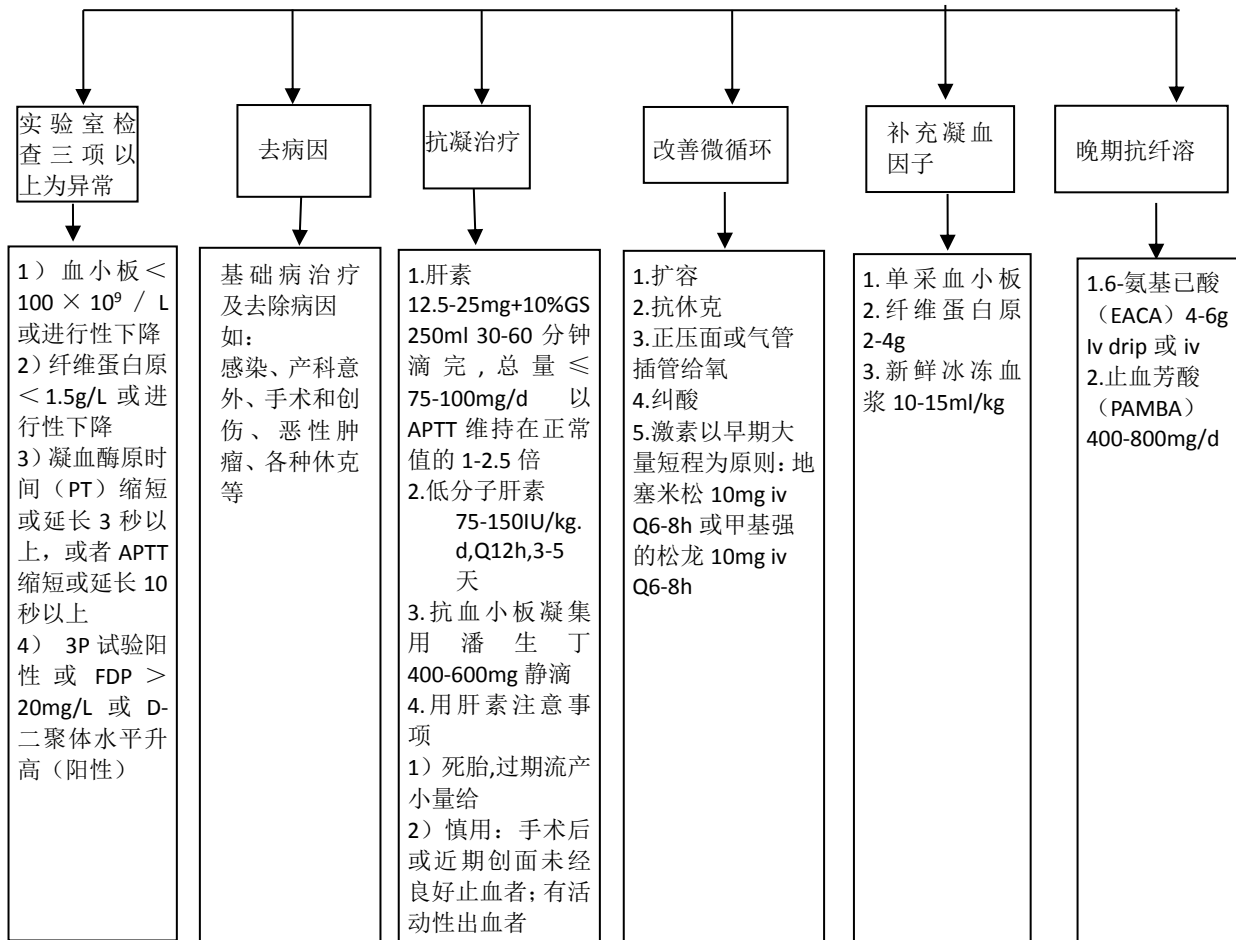 实验室检
查三项以
上为异常
去病因
抗凝治疗
改善微循环
补充凝血
因子
晚期抗纤溶
1）血小板＜
100 × 10⁹ / L
或进行性下降
2）纤维蛋白原
＜1.5g/L 或进
行性下降
3）凝血酶原时
间（PT）缩短
或延长 3 秒以
上，或者 APTT
缩短或延长 10
秒以上
4） 3P 试验阳
性 或 FDP ＞
20mg/L 或 D-
二聚体水平升
高（阳性）
基础病治疗
及去除病因
如：
感染、产科意
外、手术和创
伤、恶性肿
瘤、各种休克
等
1.肝素
12.5-25mg+10%GS
250ml 30-60 分钟
滴完，总量≤
75-100mg/d 以
APTT 维持在正常
值的 1-2.5 倍
2.低分子肝素
75-150IU/kg.
d,Q12h,3-5
天
3.抗血小板凝集
用潘生丁
400-600mg 静滴
4.用肝素注意事
项
1）死胎,过期流产
小量给
2）慎用：手术后
或近期创面未经
良好止血者；有活
动性出血者
1.扩容
2.抗休克
3.正压面或气管
插管给氧
4.纠酸
5.激素以早期大
量短程为原则：地
塞米松 10mg iv
Q6-8h 或甲基强
的松龙 10mg iv
Q6-8h
1.单采血小板
2.纤维蛋白原
2-4g
3.新鲜冰冻血
浆 10-15ml/kg
1.6-氨基已酸
（EACA）4-6g
Iv drip 或 iv
2.止血芳酸
（PAMBA）
400-800mg/d